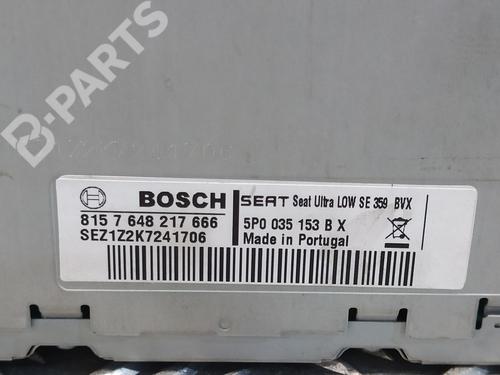 B-PARTS
BOSCH
815 7 648 217 666
SEZ1Z2K7241706
SEAT Seat Ultra LOW SE 359 BVX
5P0 035 153 B X
Made in Portugal